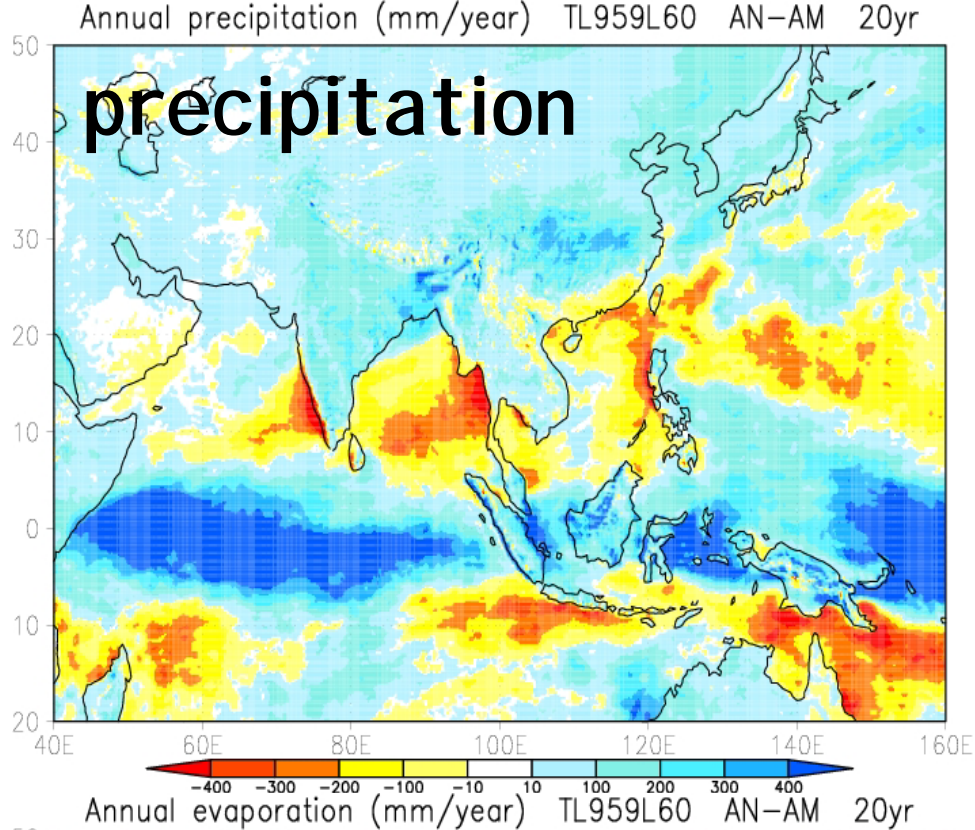 Annual precipitation (mm/year) TL959L60 AN-AM 20yr
precipitation
50
40
30
20
10
0
10
20
40E 60E 80E 100E 120E 140E 160E
-400 -300 -200 -100 -10 10 100 200 300 400
Annual evaporation (mm/year) TL959L60 AN-AM 20yr